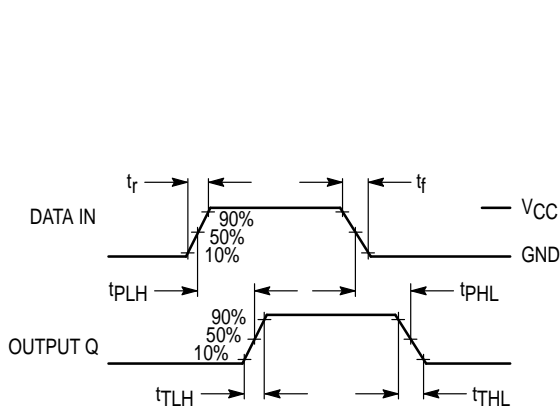 tr tf
DATA IN 90% VCC
50%
10% GND
tPLH tPHL
90%
OUTPUT Q 50%
10%
tTLH tTHL